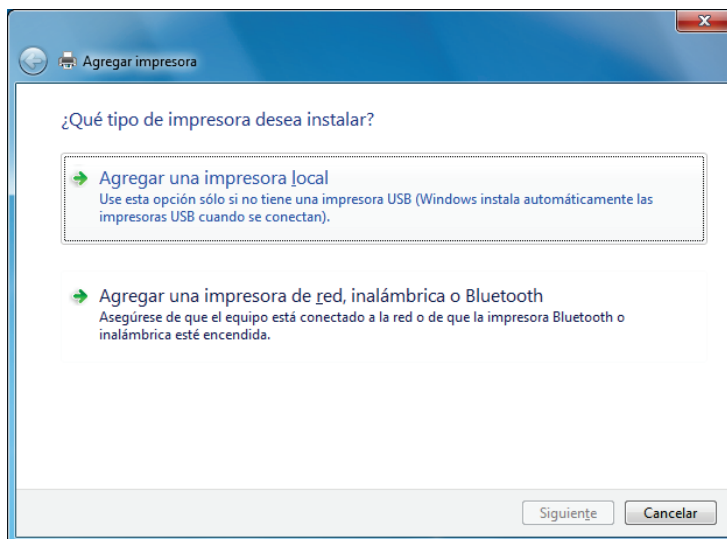 Agregar impresora
¿Qué tipo de impresora desea instalar?
Agregar una impresora local
Use esta opción sólo si no tiene una impresora USB (Windows instala automáticamente las
impresoras USB cuando se conectan).
Agregar una impresora de red, inalámbrica o Bluetooth
Asegúrese de que el equipo está conectado a la red o de que la impresora Bluetooth o
inalámbrica esté encendida.
Siguiente
Cancelar